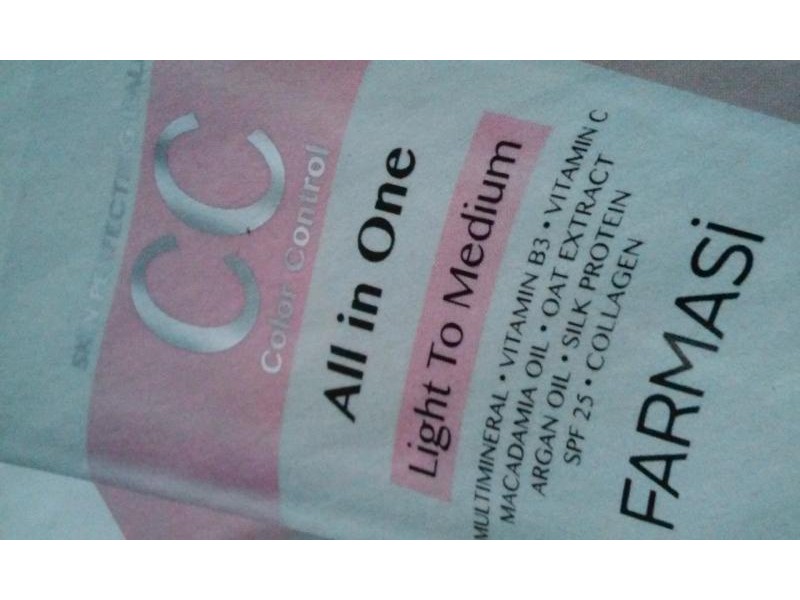 CC
Color Control
All in One
Light To Medium
MULTIMINERAL • VITAMIN B3 • VITAMIN C
MACADAMIA OIL • OAT EXTRACT
ARGAN OIL • SILK PROTEIN
SPF 25 • COLLAGEN
FARMASi